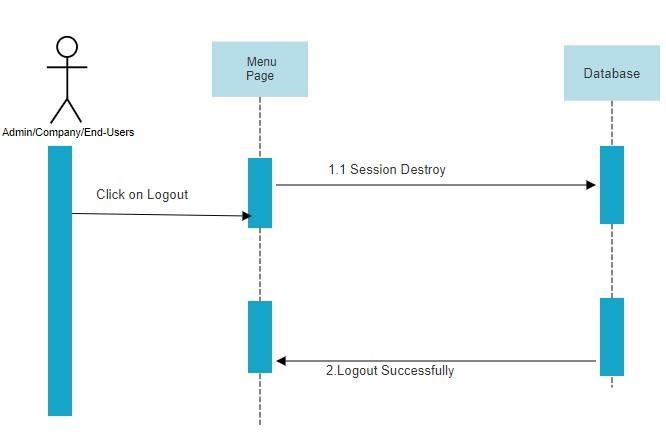 Menu
Page
Database
Admin/Company/End-Users
1.1 Session Destroy
Click on Logout
2.Logout Successfully